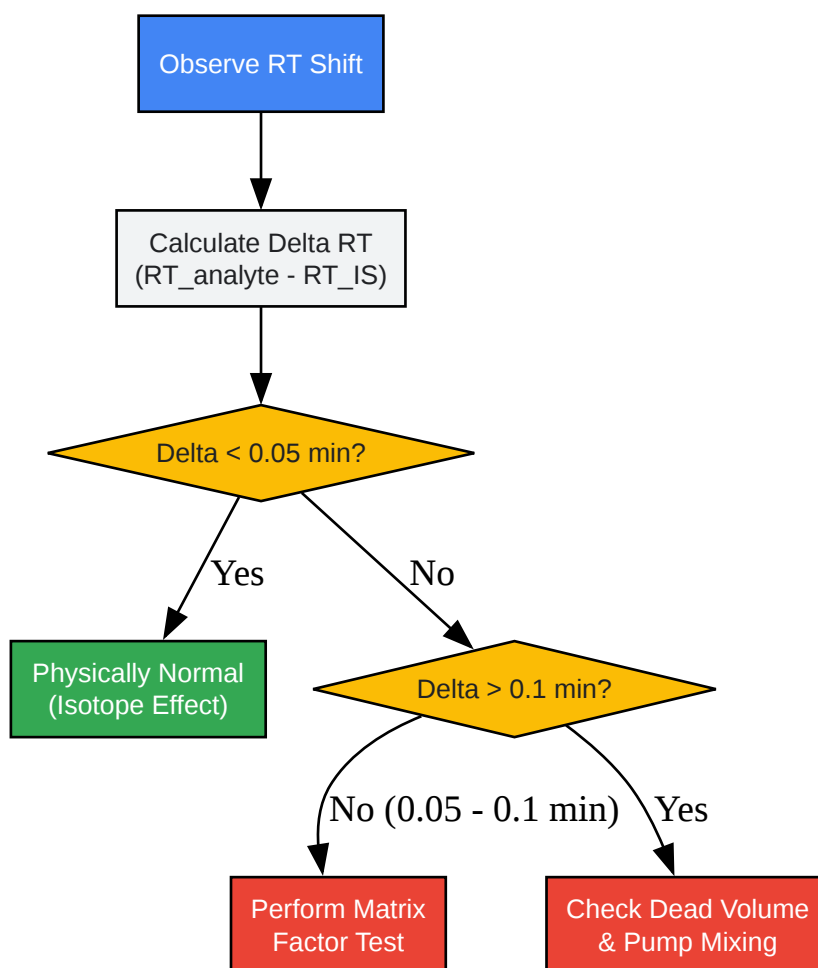 Observe RT Shift
Calculate Delta RT
(RT_analyte - RT_IS)
Delta < 0.05 min?
Yes
No
Physically Normal
(Isotope Effect)
Delta > 0.1 min?
No (0.05 - 0.1 min)
Yes
Perform Matrix
Factor Test
Check Dead Volume
& Pump Mixing